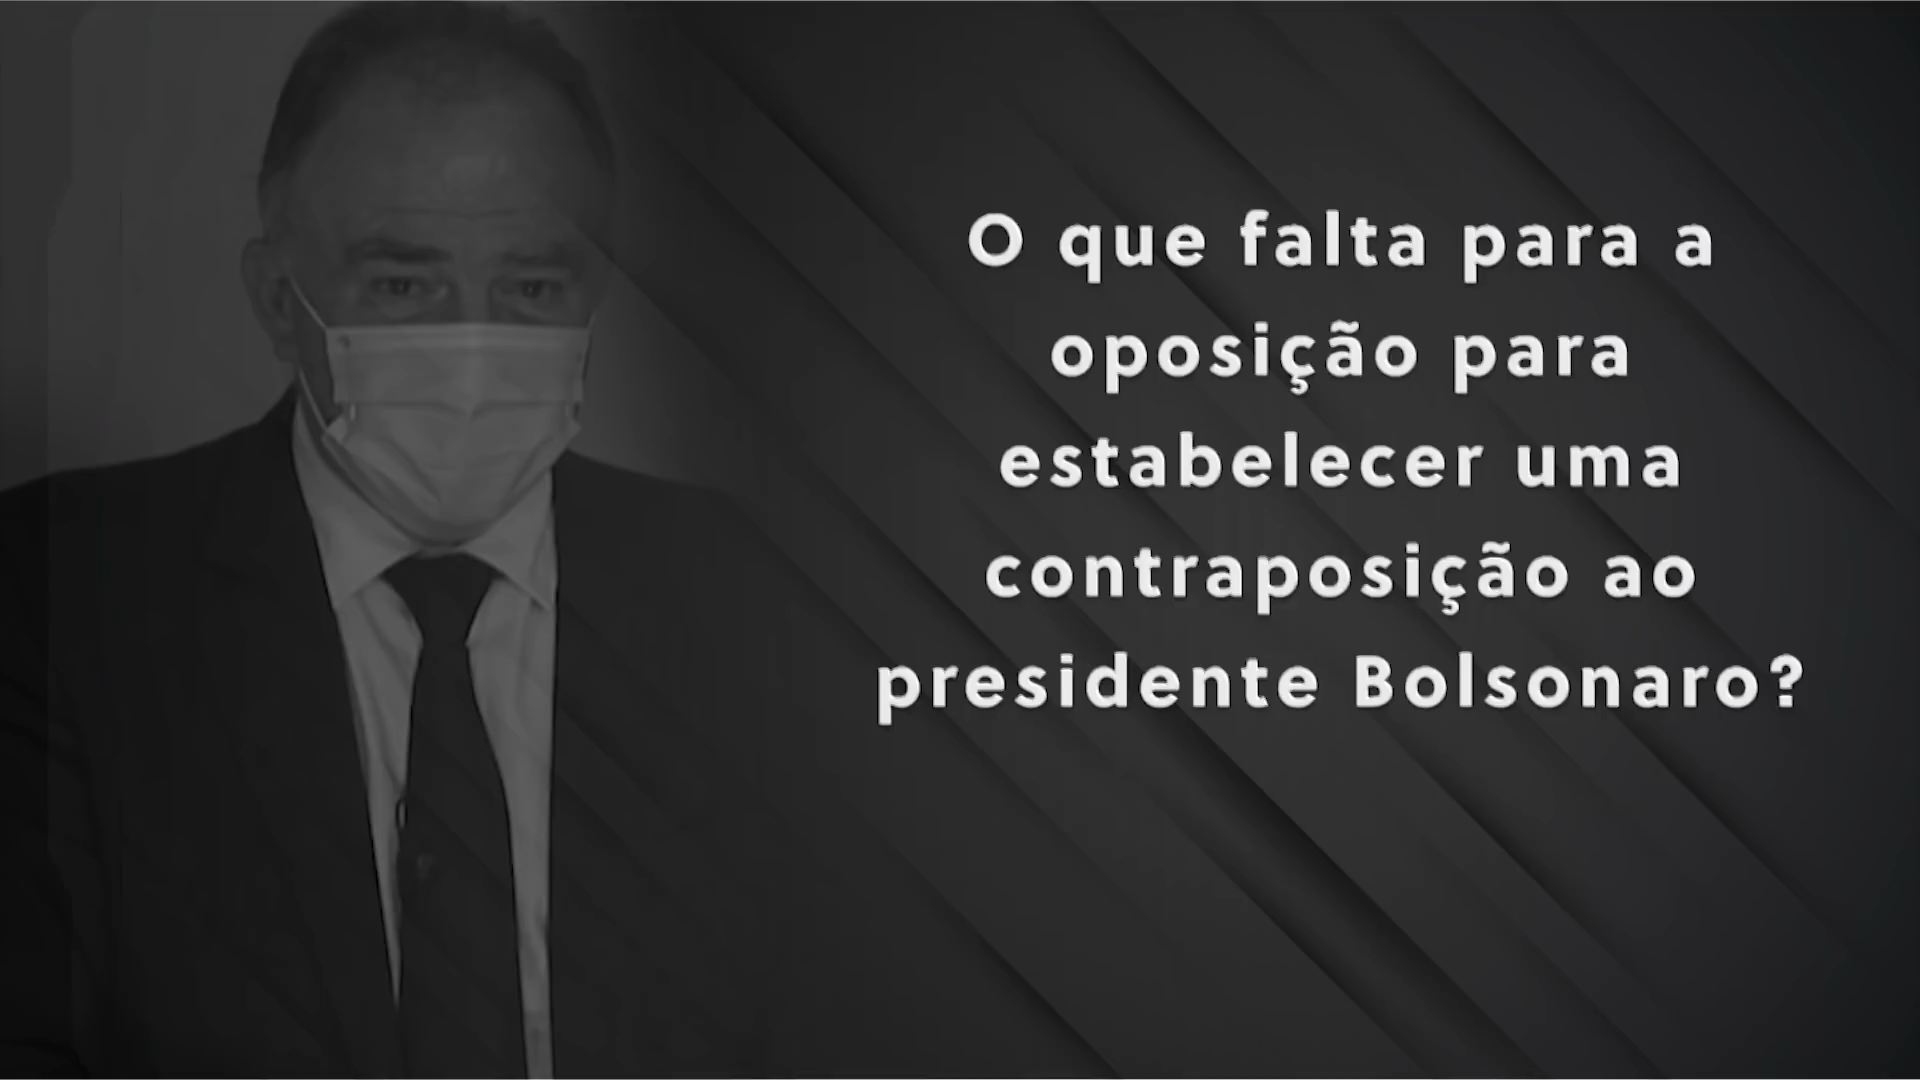 O que falta para a
oposição para
estabelecer uma
contraposição ao
presidente Bolsonaro?